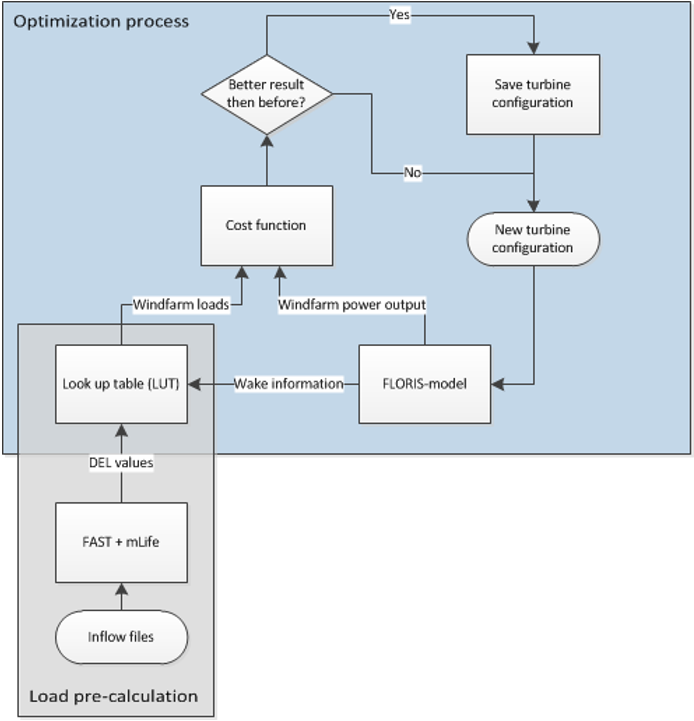 Optimization process
Yes
Better result
then before?
Save turbine
configuration
No
Cost function
New turbine
configuration
Windfarm loads
Windfarm power output
Look up table (LUT)
Wake information
FLORIS-model
DEL values
FAST + mLife
Inflow files
Load pre-calculation